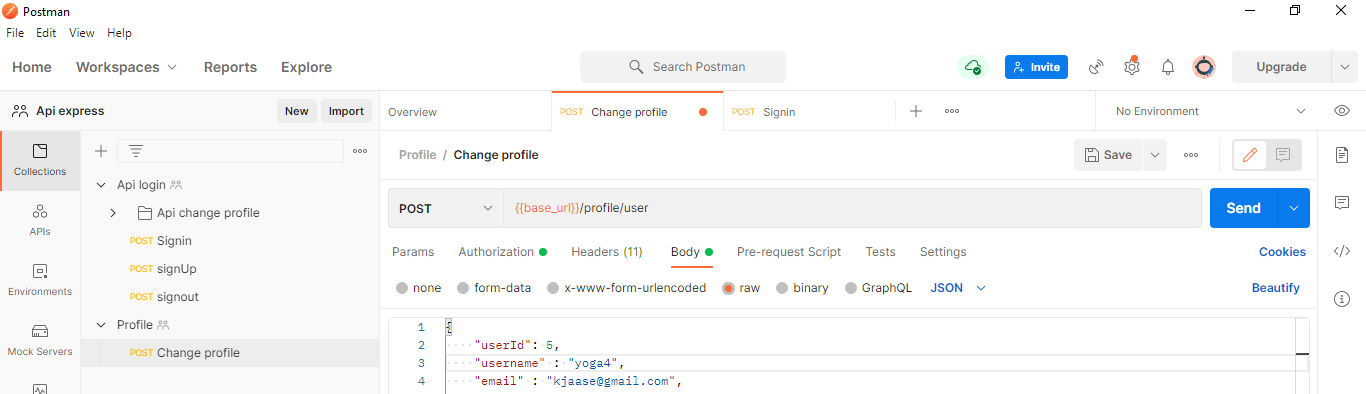 Postman
File Edit View Help
Home Workspaces Reports Explore Search Postman Invite Upgrade
Api express New Import
Overview POST Change profile POST Signin No Environment
Collections
APIs
Environments
Mock Servers
Api login
Api change profile
POST Signin
POST signUp
POST signout
Profile
POST Change profile
Profile / Change profile Save
POST {{base_url}}/profile/user Send
Params Authorization Headers (11) Body Pre-request Script Tests Settings Cookies
none form-data x-www-form-urlencoded raw binary GraphQL JSON Beautify
1 {
2 "userId": 5,
3 "username" : "yoga4",
4 "email" : "kjaase@gmail.com",